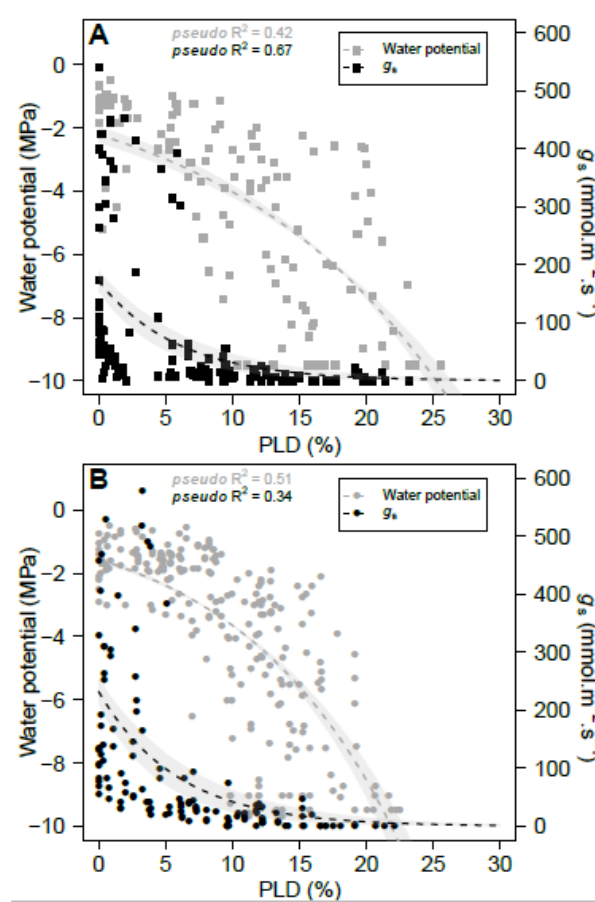 A
pseudo R² = 0.42
pseudo R² = 0.67
Water potential
gs
Water potential (MPa)
0
−2
−4
−6
−8
−10
600
500
400
300
200
100
0
gs (mmol.m⁻².s⁻¹)
0 5 10 15 20 25 30
PLD (%)
B
pseudo R² = 0.51
pseudo R² = 0.34
Water potential
gs
Water potential (MPa)
0
−2
−4
−6
−8
−10
600
500
400
300
200
100
0
gs (mmol.m⁻².s⁻¹)
0 5 10 15 20 25 30
PLD (%)